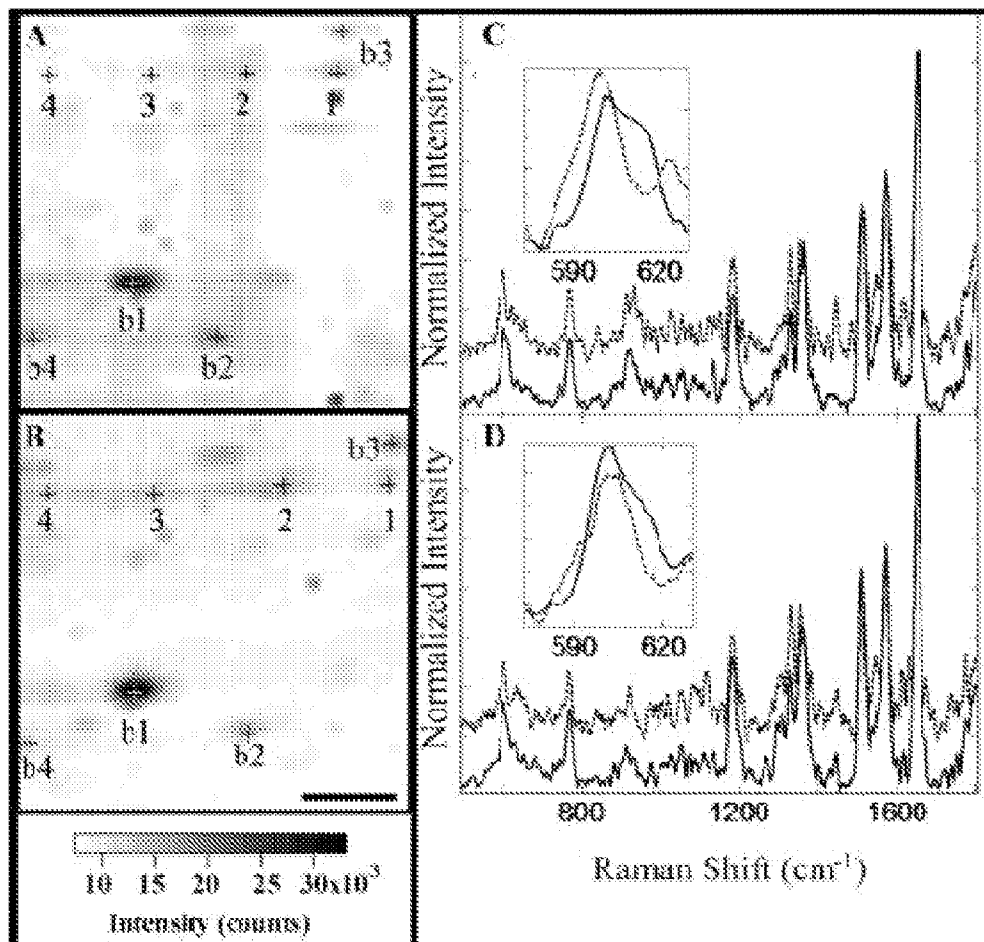 A
b3
4 3 2 1
b1
b4 b2
B
b3
4 3 2 1
b1
b4 b2
10 15 20 25 30x10³
Intensity (counts)
C
Normalized Intensity
590 620
D
Normalized Intensity
590 620
800 1200 1600
Raman Shift (cm⁻¹)